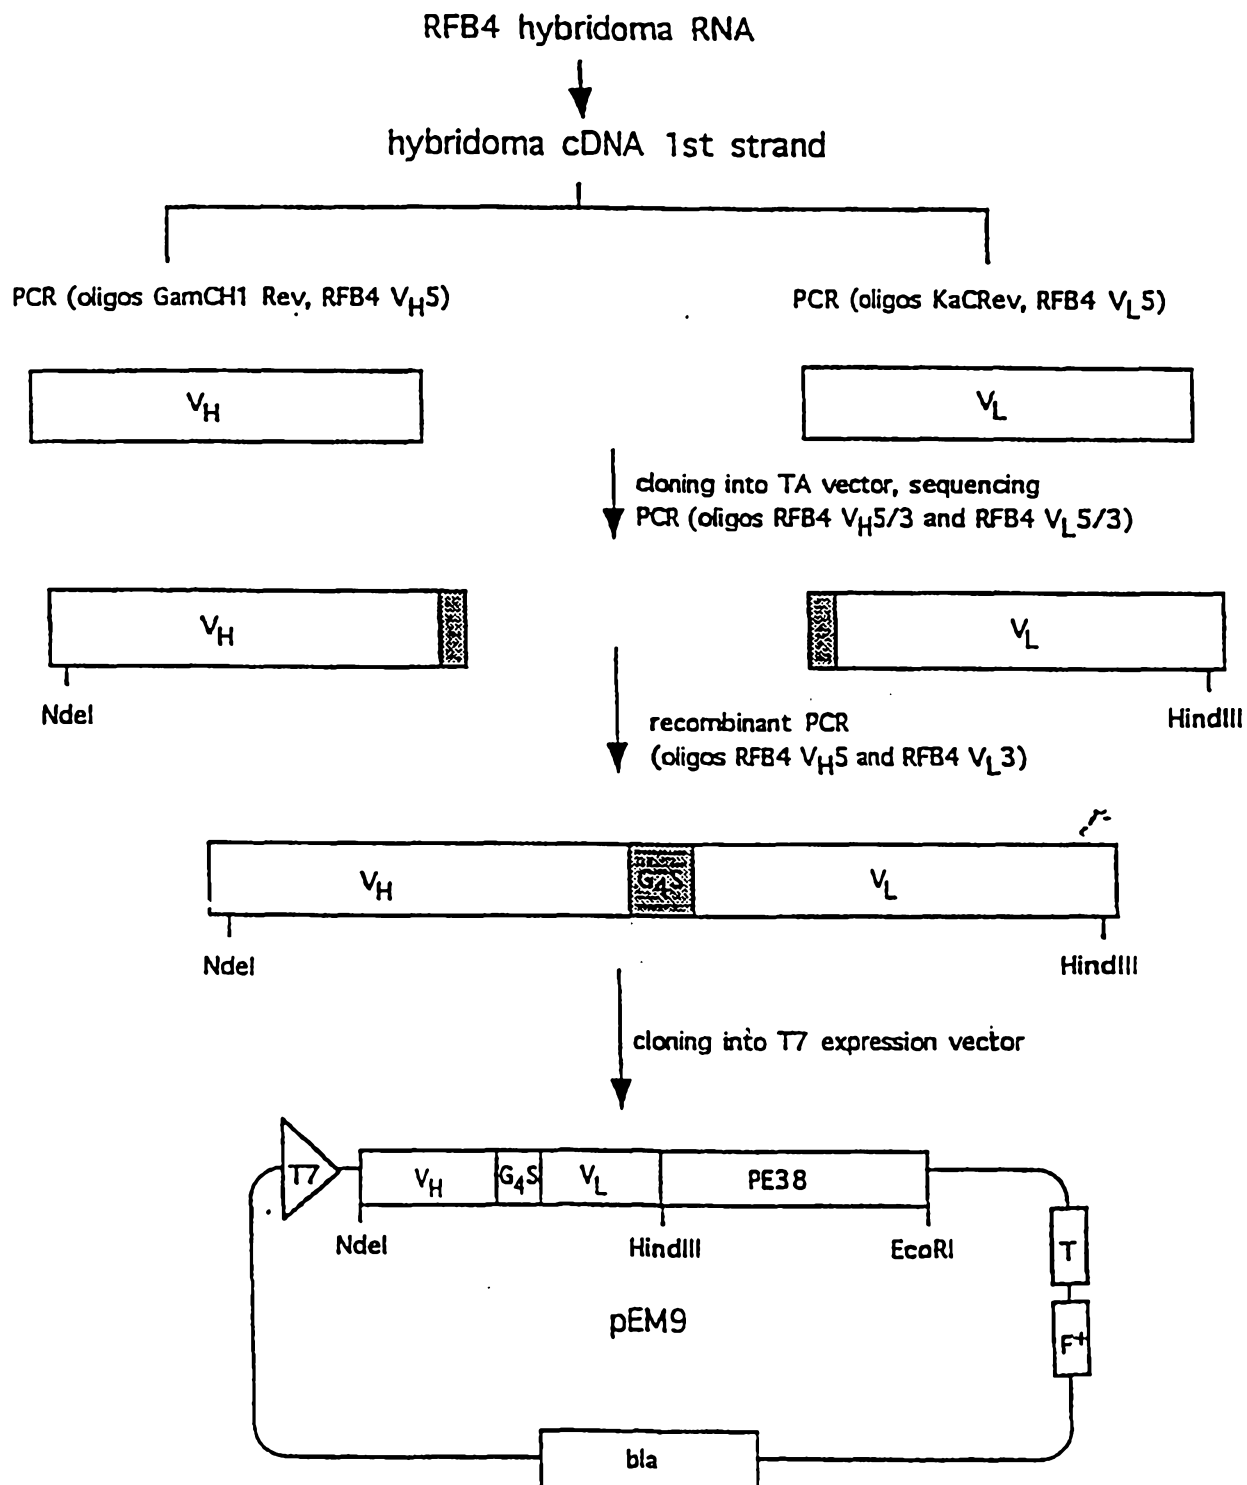 RFB4 hybridoma RNA
hybridoma cDNA 1st strand
PCR (oligos GamCH1 Rev, RFB4 VH5)
PCR (oligos KaCRev, RFB4 VL5)
VH
VL
cloning into TA vector, sequencing
PCR (oligos RFB4 VH5/3 and RFB4 VL5/3)
VH
VL
NdeI
HindIII
recombinant PCR
(oligos RFB4 VH5 and RFB4 VL3)
VH
G4S
VL
NdeI
HindIII
cloning into T7 expression vector
T7
VH
G4S
VL
PE38
NdeI
HindIII
EcoRI
T
pEM9
F+
bla